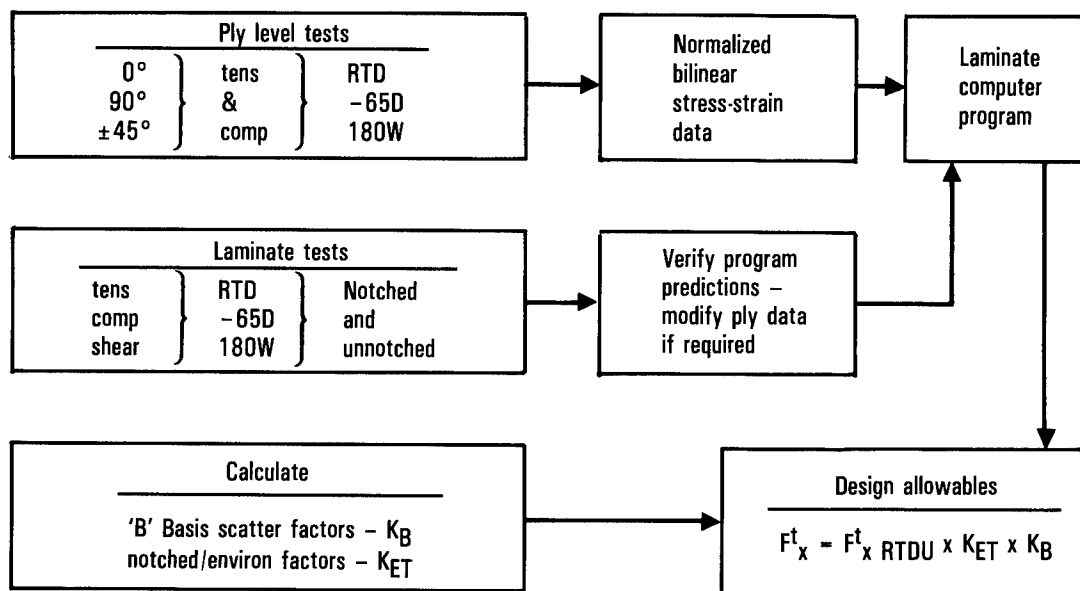 Ply level tests
0° tens RTD
90° & -65D
±45° comp 180W
Normalized
bilinear
stress-strain
data
Laminate
computer
program
Laminate tests
tens RTD Notched
comp -65D and
shear 180W unnotched
Verify program
predictions –
modify ply data
if required
Calculate
'B' Basis scatter factors – K_B
notched/environ factors – K_ET
Design allowables
F^t_x = F^t_x RTDU x K_ET x K_B